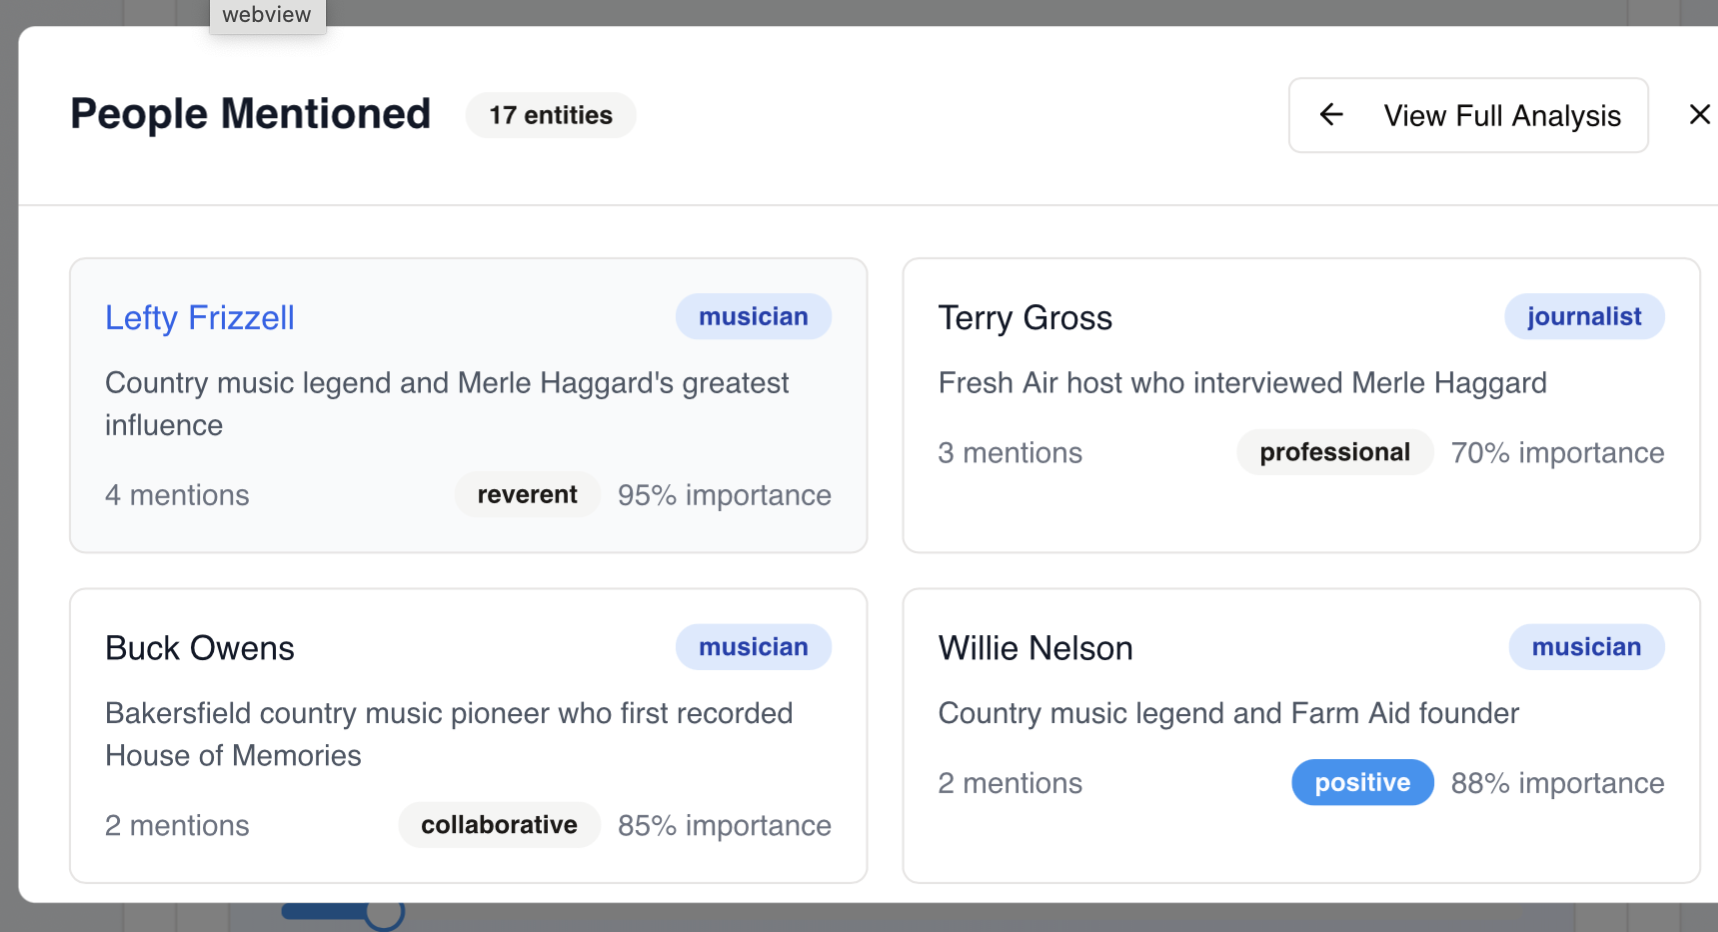 webview
People Mentioned
17 entities
← View Full Analysis
Lefty Frizzell
musician
Country music legend and Merle Haggard's greatest
influence
4 mentions
reverent
95% importance
Terry Gross
journalist
Fresh Air host who interviewed Merle Haggard
3 mentions
professional
70% importance
Buck Owens
musician
Bakersfield country music pioneer who first recorded
House of Memories
2 mentions
collaborative
85% importance
Willie Nelson
musician
Country music legend and Farm Aid founder
2 mentions
positive
88% importance